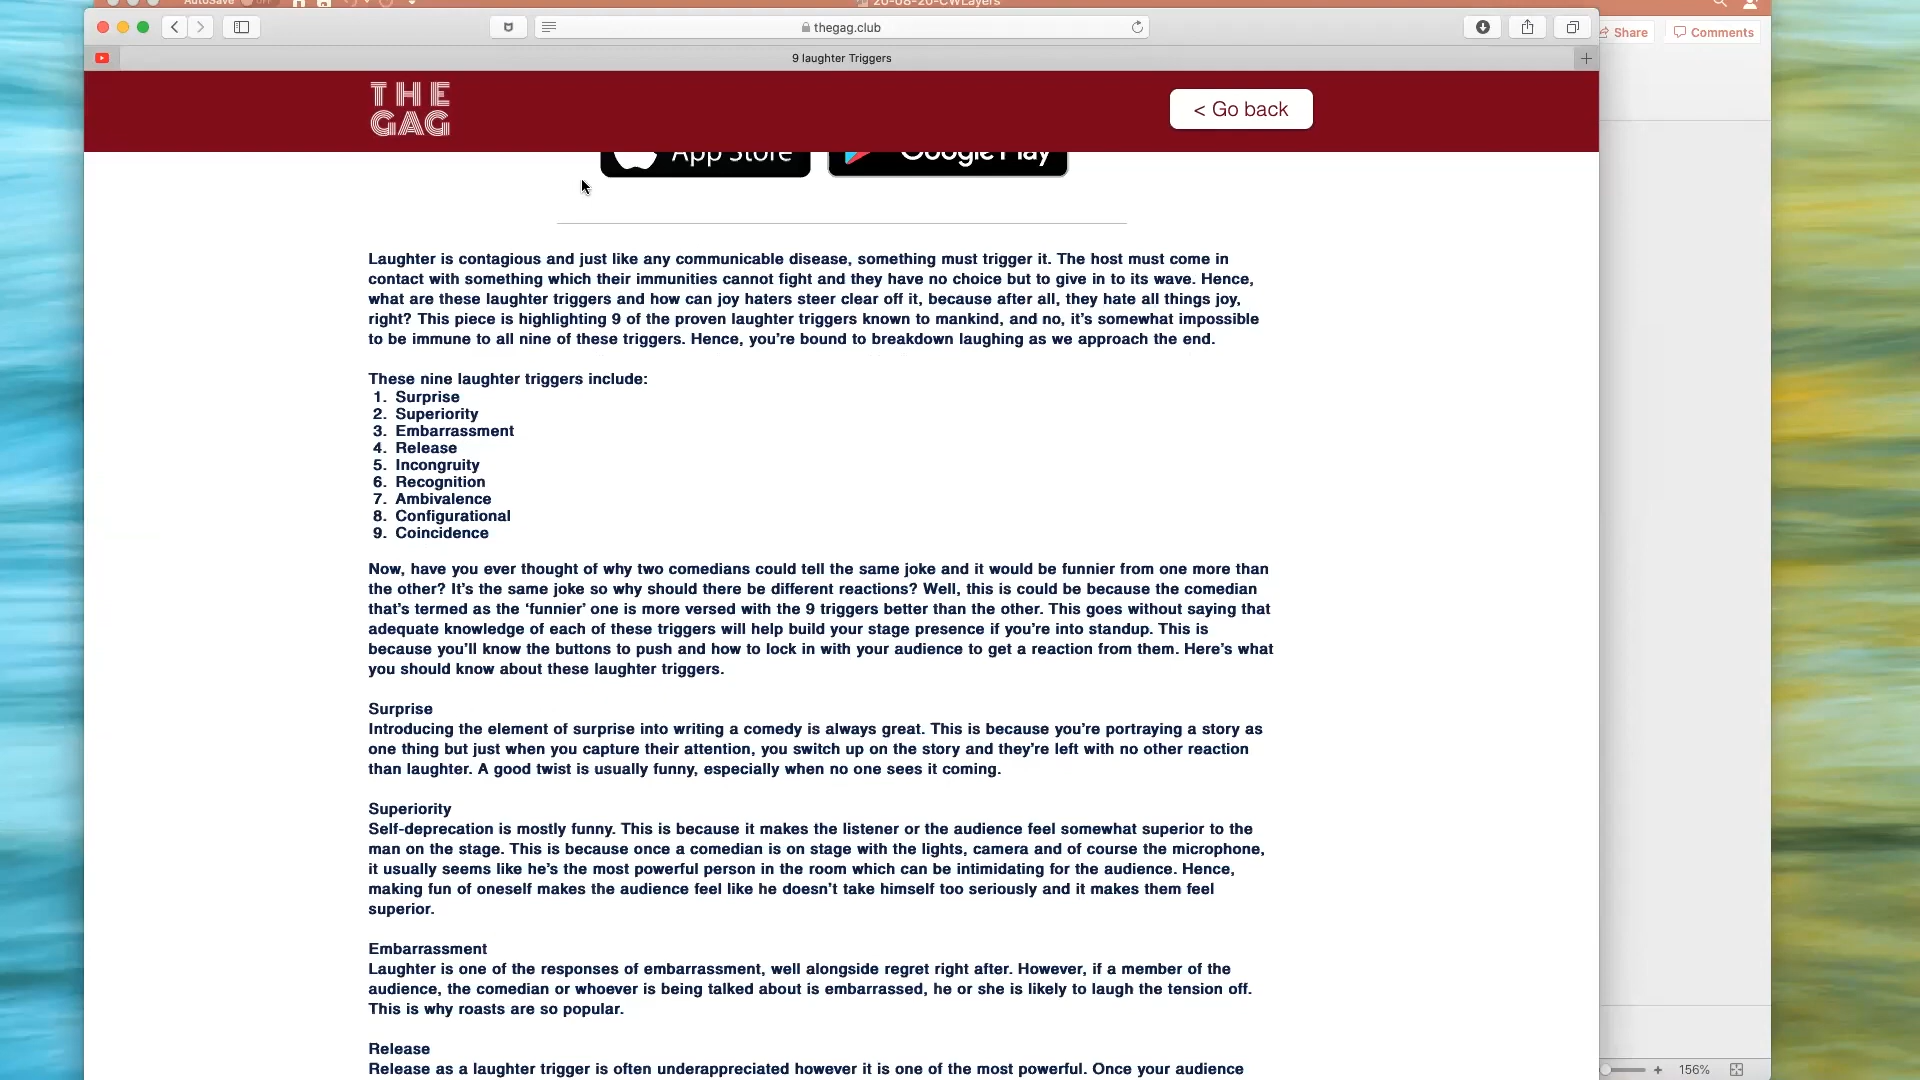 AutoSave
20-08-20-CWLayers
thegag.club
Share
Comments
9 laughter Triggers
THE
GAG
< Go back
App Store
Google Play
Laughter is contagious and just like any communicable disease, something must trigger it. The host must come in
contact with something which their immunities cannot fight and they have no choice but to give in to its wave. Hence,
what are these laughter triggers and how can joy haters steer clear off it, because after all, they hate all things joy,
right? This piece is highlighting 9 of the proven laughter triggers known to mankind, and no, it's somewhat impossible
to be immune to all nine of these triggers. Hence, you're bound to breakdown laughing as we approach the end.
These nine laughter triggers include:
1. Surprise
2. Superiority
3. Embarrassment
4. Release
5. Incongruity
6. Recognition
7. Ambivalence
8. Configurational
9. Coincidence
Now, have you ever thought of why two comedians could tell the same joke and it would be funnier from one more than
the other? It's the same joke so why should there be different reactions? Well, this is could be because the comedian
that's termed as the 'funnier' one is more versed with the 9 triggers better than the other. This goes without saying that
adequate knowledge of each of these triggers will help build your stage presence if you're into standup. This is
because you'll know the buttons to push and how to lock in with your audience to get a reaction from them. Here's what
you should know about these laughter triggers.
Surprise
Introducing the element of surprise into writing a comedy is always great. This is because you're portraying a story as
one thing but just when you capture their attention, you switch up on the story and they're left with no other reaction
than laughter. A good twist is usually funny, especially when no one sees it coming.
Superiority
Self-deprecation is mostly funny. This is because it makes the listener or the audience feel somewhat superior to the
man on the stage. This is because once a comedian is on stage with the lights, camera and of course the microphone,
it usually seems like he's the most powerful person in the room which can be intimidating for the audience. Hence,
making fun of oneself makes the audience feel like he doesn't take himself too seriously and it makes them feel
superior.
Embarrassment
Laughter is one of the responses of embarrassment, well alongside regret right after. However, if a member of the
audience, the comedian or whoever is being talked about is embarrassed, he or she is likely to laugh the tension off.
This is why roasts are so popular.
Release
Release as a laughter trigger is often underappreciated however it is one of the most powerful. Once your audience
156%